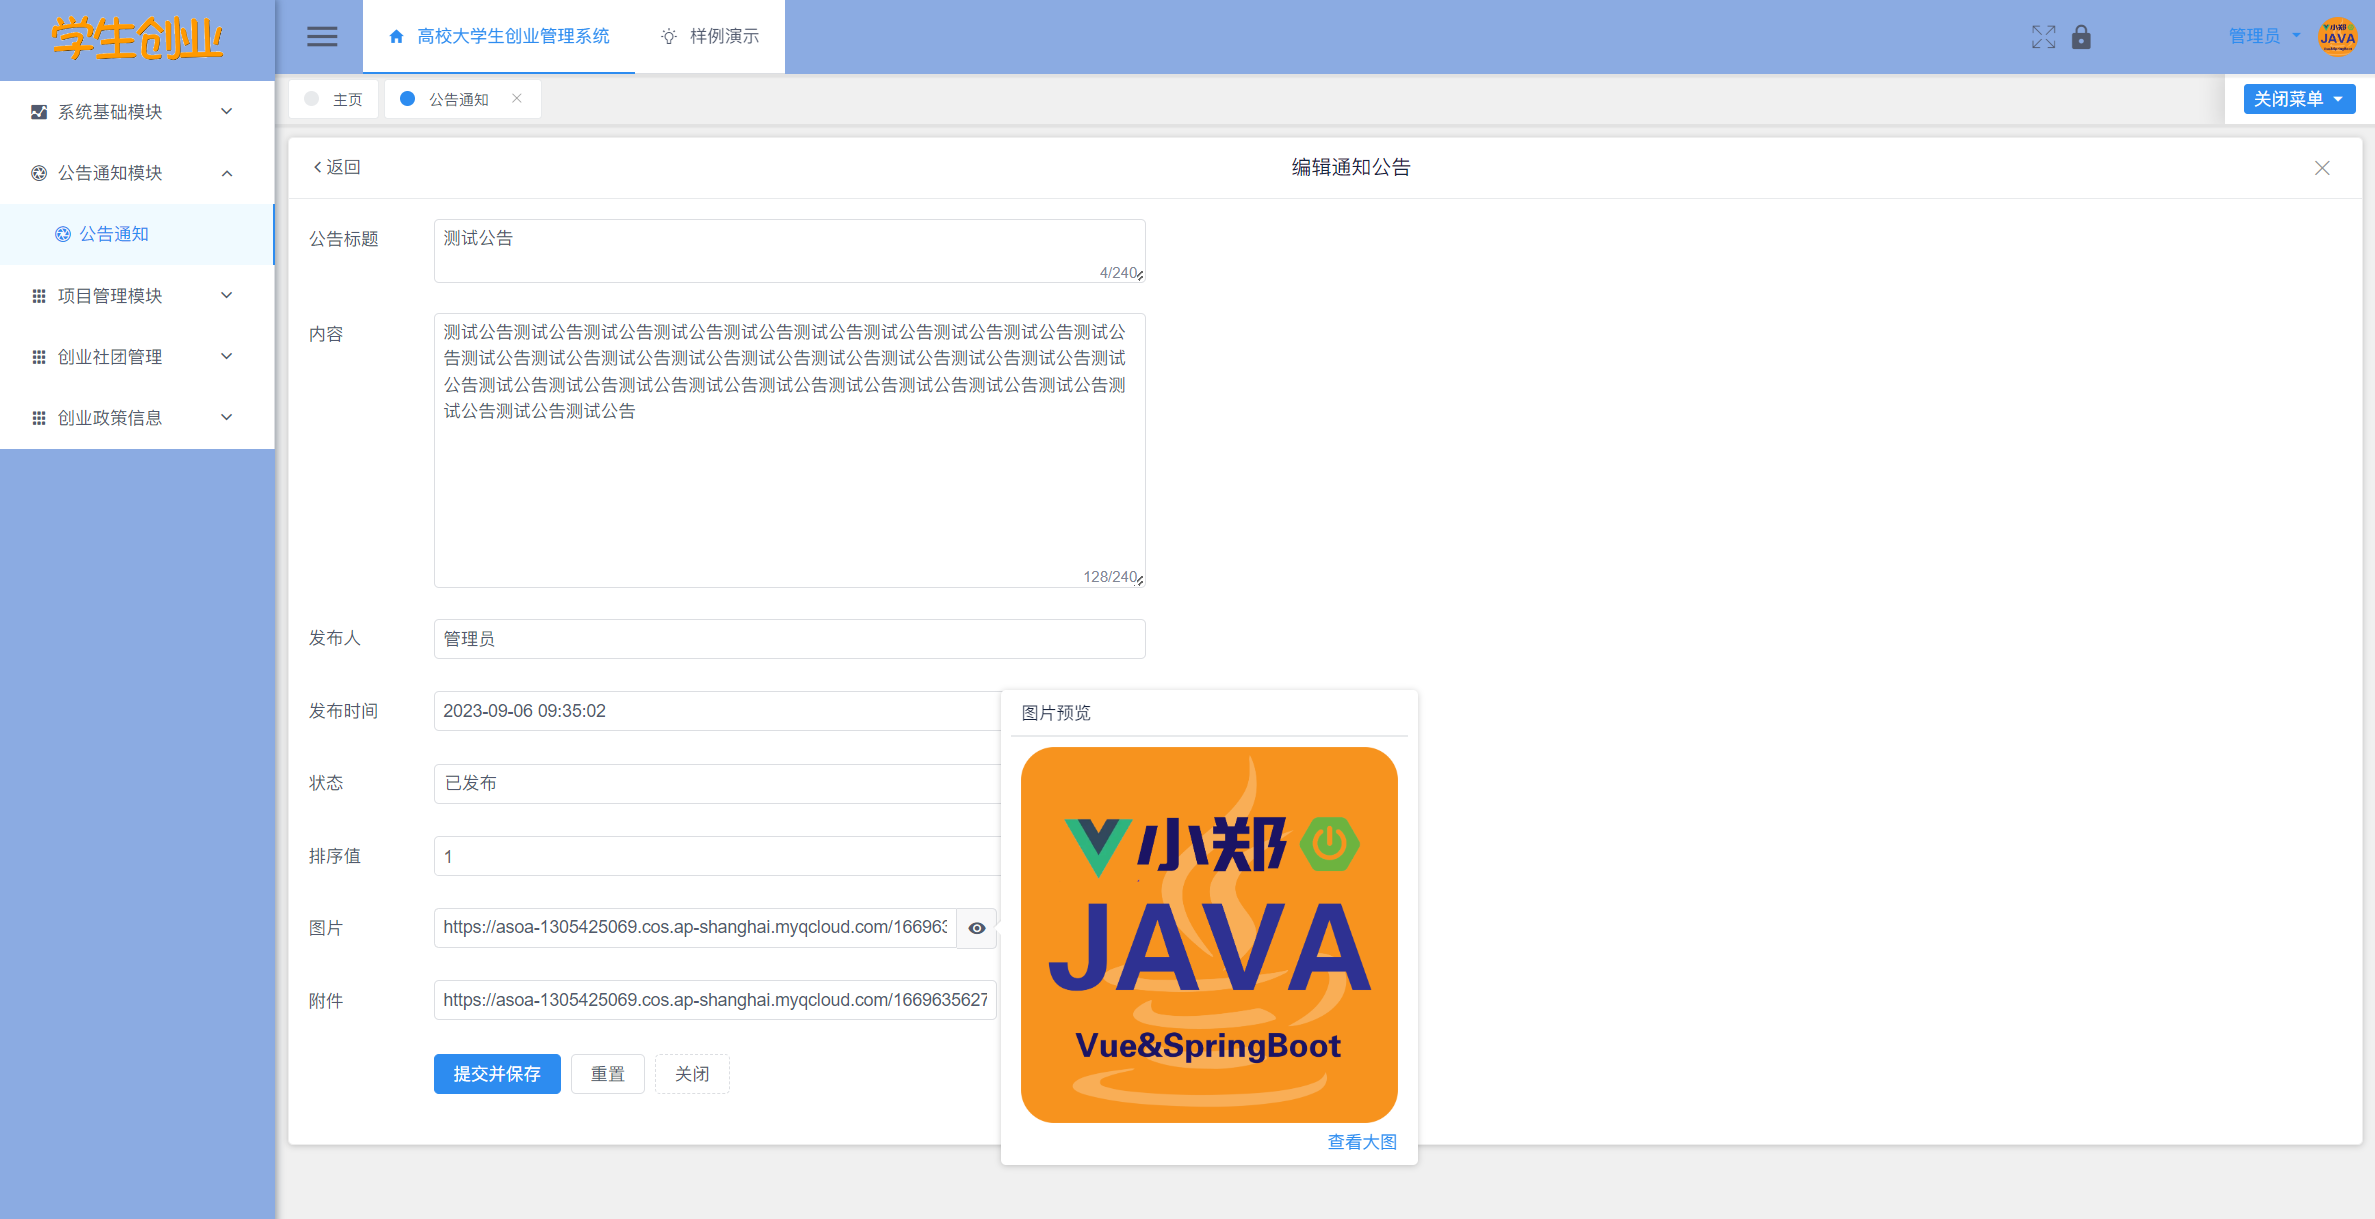 学生创业
高校大学生创业管理系统
样例演示
管理员
小郑
JAVA
Vue&SpringBoot
主页
公告通知
关闭菜单
系统基础模块
公告通知模块
公告通知
项目管理模块
创业社团管理
创业政策信息
返回
编辑通知公告
公告标题
测试公告
4/240
内容
测试公告测试公告测试公告测试公告测试公告测试公告测试公告测试公告测试公告测试公
告测试公告测试公告测试公告测试公告测试公告测试公告测试公告测试公告测试公告测试
公告测试公告测试公告测试公告测试公告测试公告测试公告测试公告测试公告测试公告测
试公告测试公告测试公告
128/240
发布人
管理员
发布时间
2023-09-06 09:35:02
状态
已发布
排序值
1
图片
https://asoa-1305425069.cos.ap-shanghai.myqcloud.com/166963
附件
https://asoa-1305425069.cos.ap-shanghai.myqcloud.com/1669635627
提交并保存
重置
关闭
图片预览
小郑
JAVA
Vue&SpringBoot
查看大图